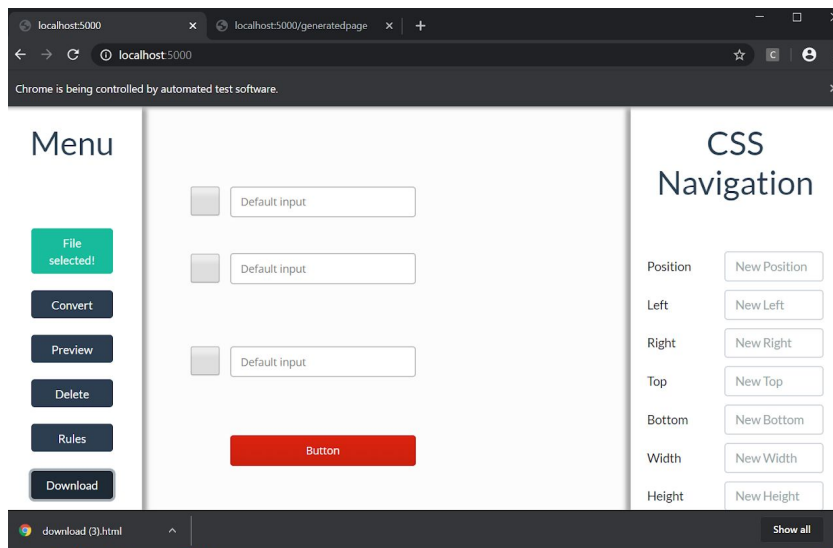 localhost:5000
localhost:5000/generatedpage
localhost:5000
C
Chrome is being controlled by automated test software.
Menu
File
selected!
Convert
Preview
Delete
Rules
Download
Default input
Default input
Default input
Button
CSS
Navigation
Position New Position
Left New Left
Right New Right
Top New Top
Bottom New Bottom
Width New Width
Height New Height
download (3).html
Show all